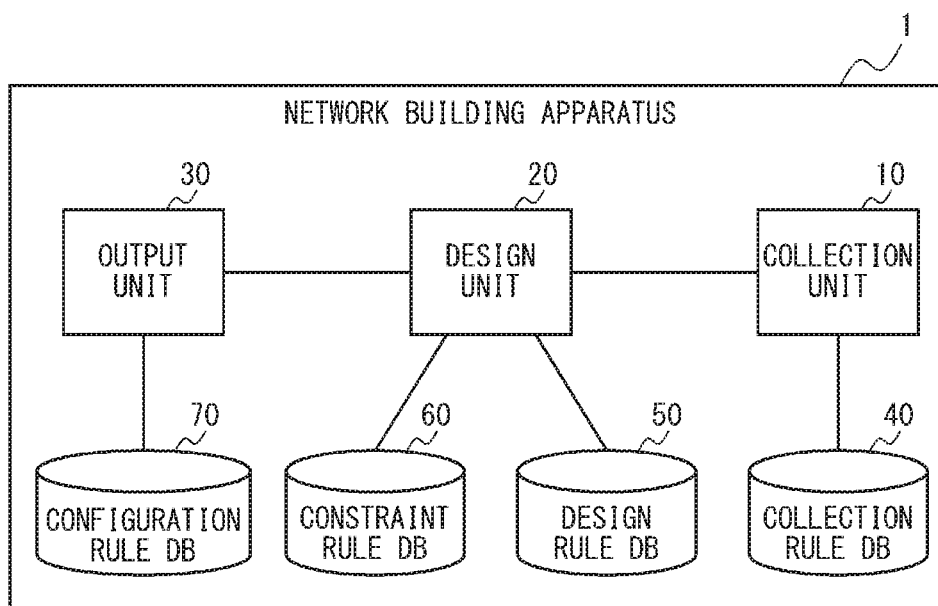 1
NETWORK BUILDING APPARATUS
30
20
10
OUTPUT
UNIT
DESIGN
UNIT
COLLECTION
UNIT
70
60
50
40
CONFIGURATION
RULE DB
CONSTRAINT
RULE DB
DESIGN
RULE DB
COLLECTION
RULE DB